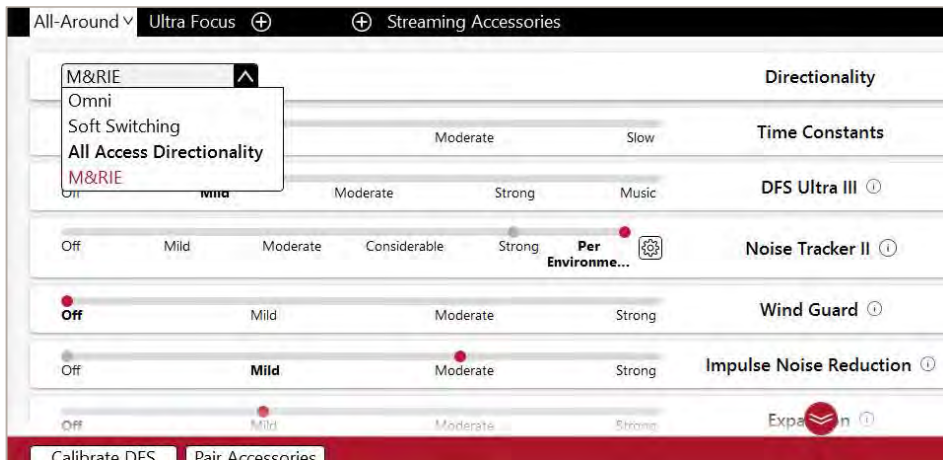 All-Around Ultra Focus Streaming Accessories
M&RIE Directionality
Omni
Soft Switching
All Access Directionality
M&RIE
Moderate Slow Time Constants
Off Mild Moderate Strong Music DFS Ultra III
Off Mild Moderate Considerable Strong Per Environme... Noise Tracker II
Off Mild Moderate Strong Wind Guard
Off Mild Moderate Strong Impulse Noise Reduction
Off Mild Moderate Strong
Calibrate DFS Pair Accessories